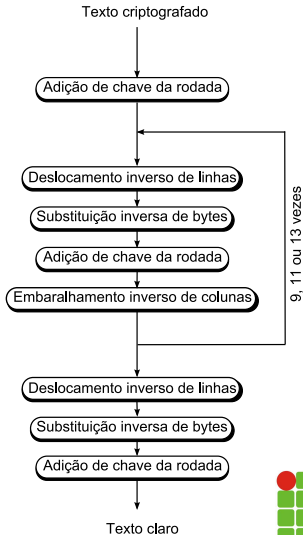 Texto criptografado
Adição de chave da rodada
Deslocamento inverso de linhas
Substituição inversa de bytes
Adição de chave da rodada
Embaralhamento inverso de colunas
9, 11 ou 13 vezes
Deslocamento inverso de linhas
Substituição inversa de bytes
Adição de chave da rodada
Texto claro